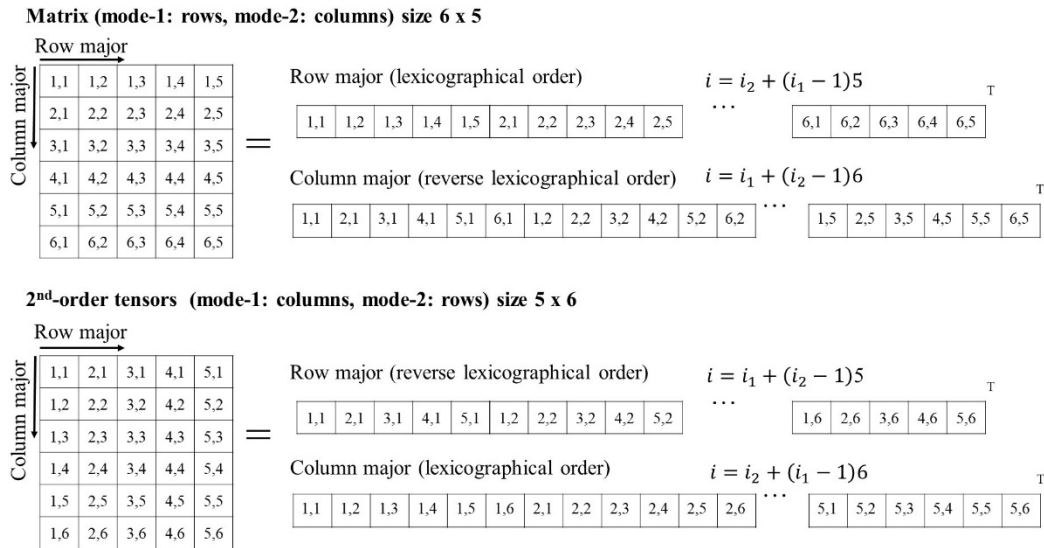 Matrix (mode-1: rows, mode-2: columns) size 6 x 5
Row major
Column major
1,1 1,2 1,3 1,4 1,5
2,1 2,2 2,3 2,4 2,5
3,1 3,2 3,3 3,4 3,5
4,1 4,2 4,3 4,4 4,5
5,1 5,2 5,3 5,4 5,5
6,1 6,2 6,3 6,4 6,5
=
Row major (lexicographical order) i = i₂ + (i₁ − 1)5
1,1 1,2 1,3 1,4 1,5 2,1 2,2 2,3 2,4 2,5 ... 6,1 6,2 6,3 6,4 6,5 T
Column major (reverse lexicographical order) i = i₁ + (i₂ − 1)6
1,1 2,1 3,1 4,1 5,1 6,1 1,2 2,2 3,2 4,2 5,2 6,2 ... 1,5 2,5 3,5 4,5 5,5 6,5 T
2nd-order tensors (mode-1: columns, mode-2: rows) size 5 x 6
Row major
Column major
1,1 2,1 3,1 4,1 5,1
1,2 2,2 3,2 4,2 5,2
1,3 2,3 3,3 4,3 5,3
1,4 2,4 3,4 4,4 5,4
1,5 2,5 3,5 4,5 5,5
1,6 2,6 3,6 4,6 5,6
=
Row major (reverse lexicographical order) i = i₁ + (i₂ − 1)5
1,1 2,1 3,1 4,1 5,1 1,2 2,2 3,2 4,2 5,2 ... 1,6 2,6 3,6 4,6 5,6 T
Column major (lexicographical order) i = i₂ + (i₁ − 1)6
1,1 1,2 1,3 1,4 1,5 1,6 2,1 2,2 2,3 2,4 2,5 2,6 ... 5,1 5,2 5,3 5,4 5,5 5,6 T